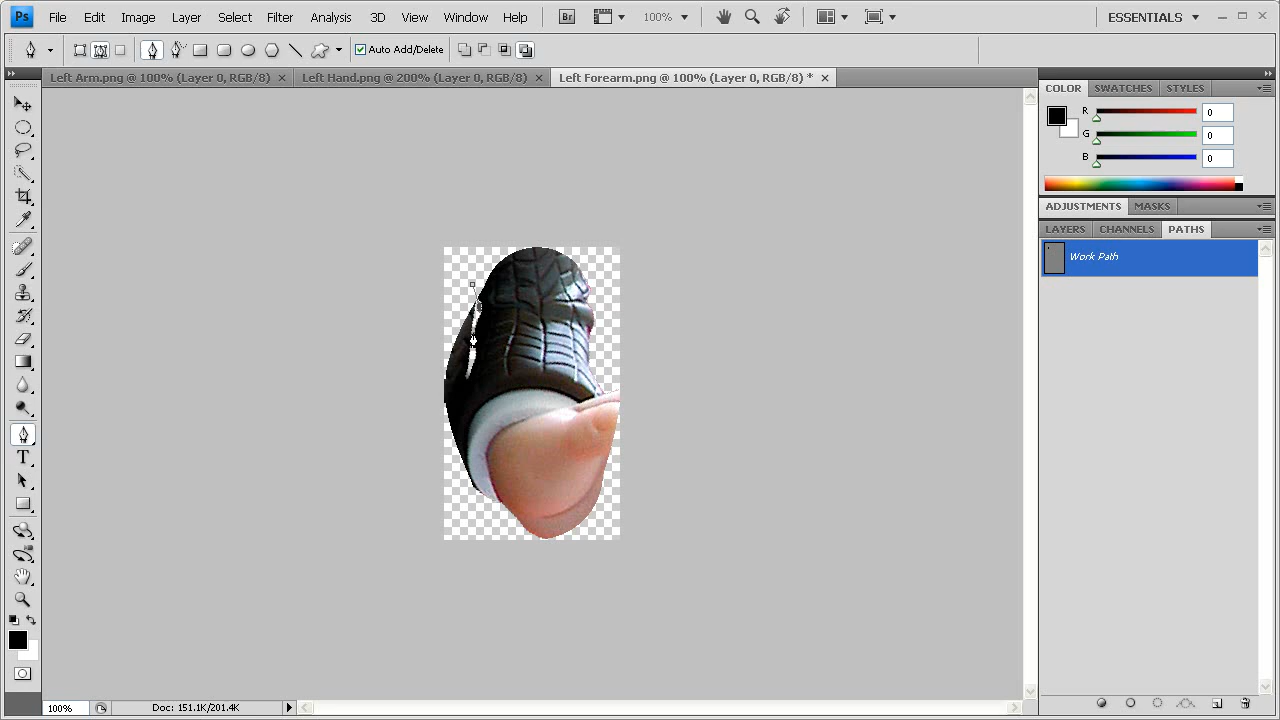 Ps File Edit Image Layer Select Filter Analysis 3D View Window Help Br 100% ESSENTIALS
Auto Add/Delete
Left Arm.png @ 100% (Layer 0, RGB/8) Left Hand.png @ 200% (Layer 0, RGB/8) Left Forearm.png @ 100% (Layer 0, RGB/8) *
COLOR SWATCHES STYLES
R 0
G 0
B 0
ADJUSTMENTS MASKS
LAYERS CHANNELS PATHS
Work Path
T
100% Doc: 151.1K/201.4K